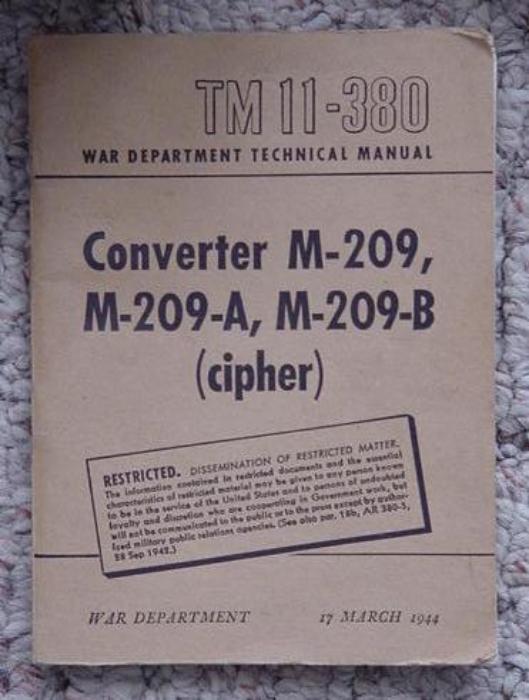 TM 11-380
WAR DEPARTMENT TECHNICAL MANUAL
Converter M-209,
M-209-A, M-209-B
(cipher)
RESTRICTED. DISSEMINATION OF RESTRICTED MATTER.
The information contained in restricted documents and the essential
characteristics of restricted material may be given to any person known
to be in the service of the United States and to persons of undoubted
loyalty and discretion who are cooperating in Government work, but
will not be communicated to the public or to the press except by author-
ized military public relations agencies. (See also par. 18b, AR 380-5,
28 Sep 1942.)
WAR DEPARTMENT 17 MARCH 1944